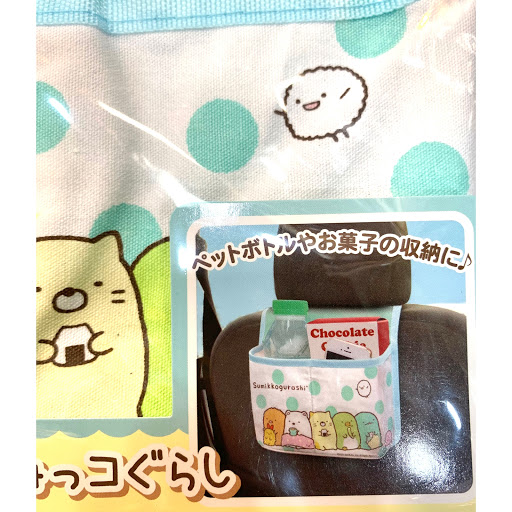 ペットボトルやお菓子の収納に♪
Chocolate
Sumikkogurashi
みっコぐらし